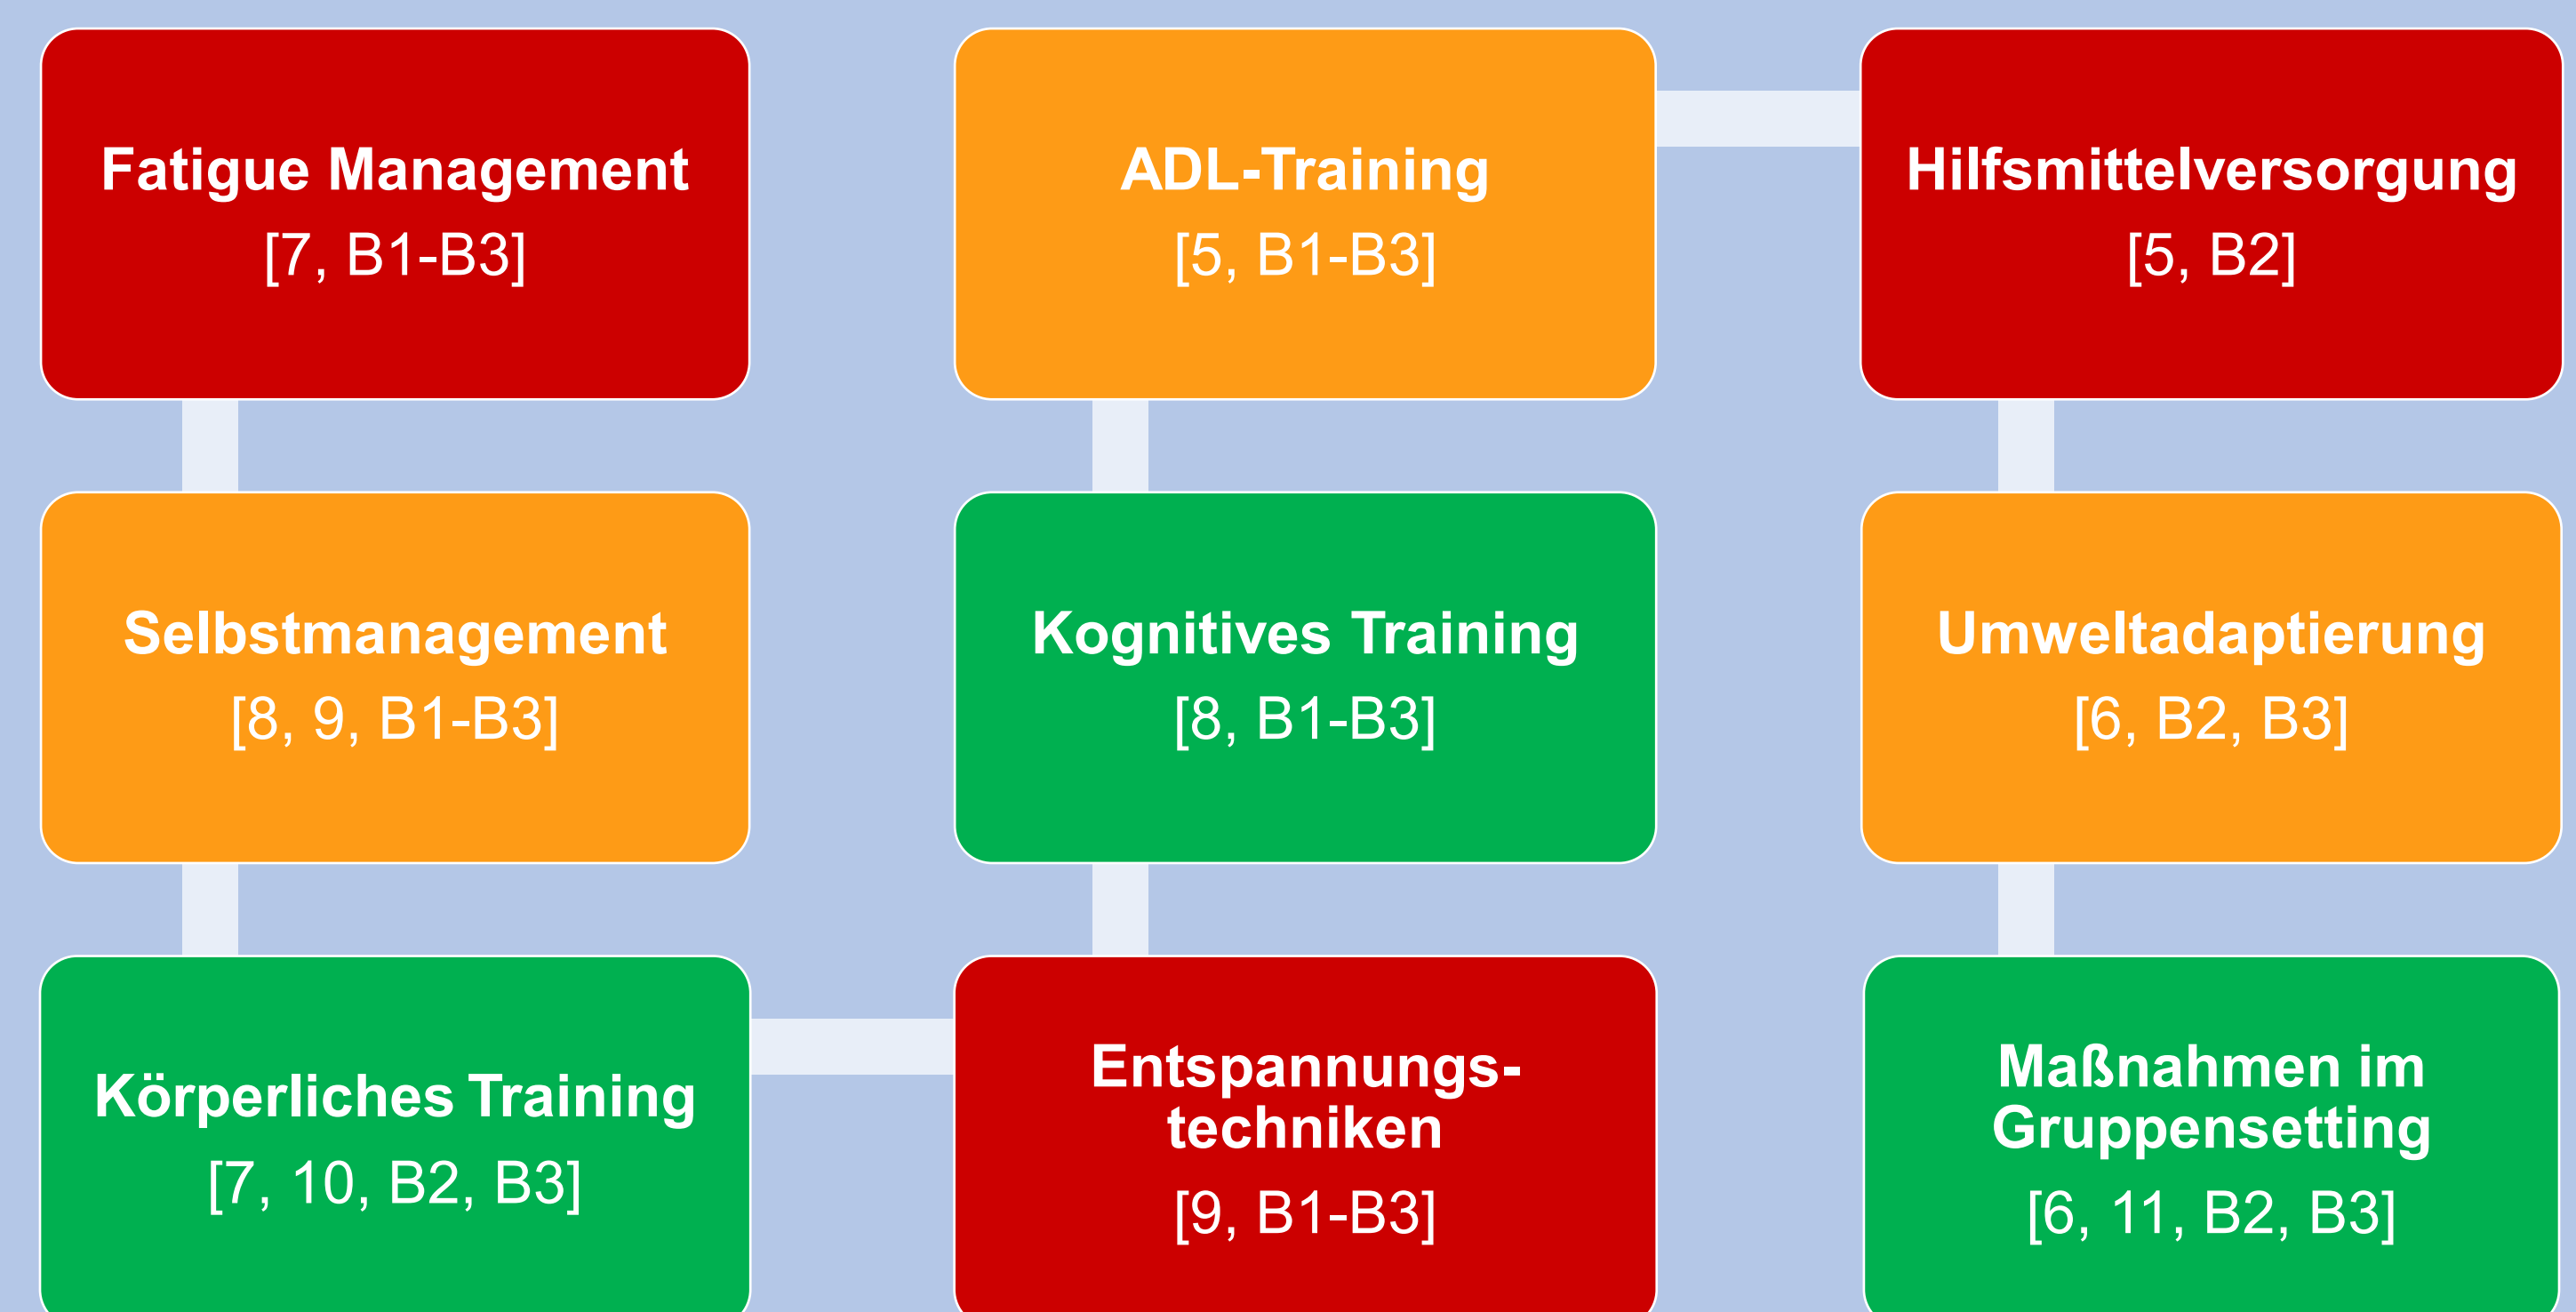 Fatigue Management
[7, B1-B3]
Selbstmanagement
[8, 9, B1-B3]
Körperliches Training
[7, 10, B2, B3]
Entspannungs-
techniken
[9, B1-B3]
Kognitives Training
[8, B1-B3]
ADL-Training
[5, B1-B3]
Hilfsmittelversorgung
[5, B2]
Umweltadaptierung
[6, B2, B3]
Maßnahmen im
Gruppensetting
[6, 11, B2, B3]